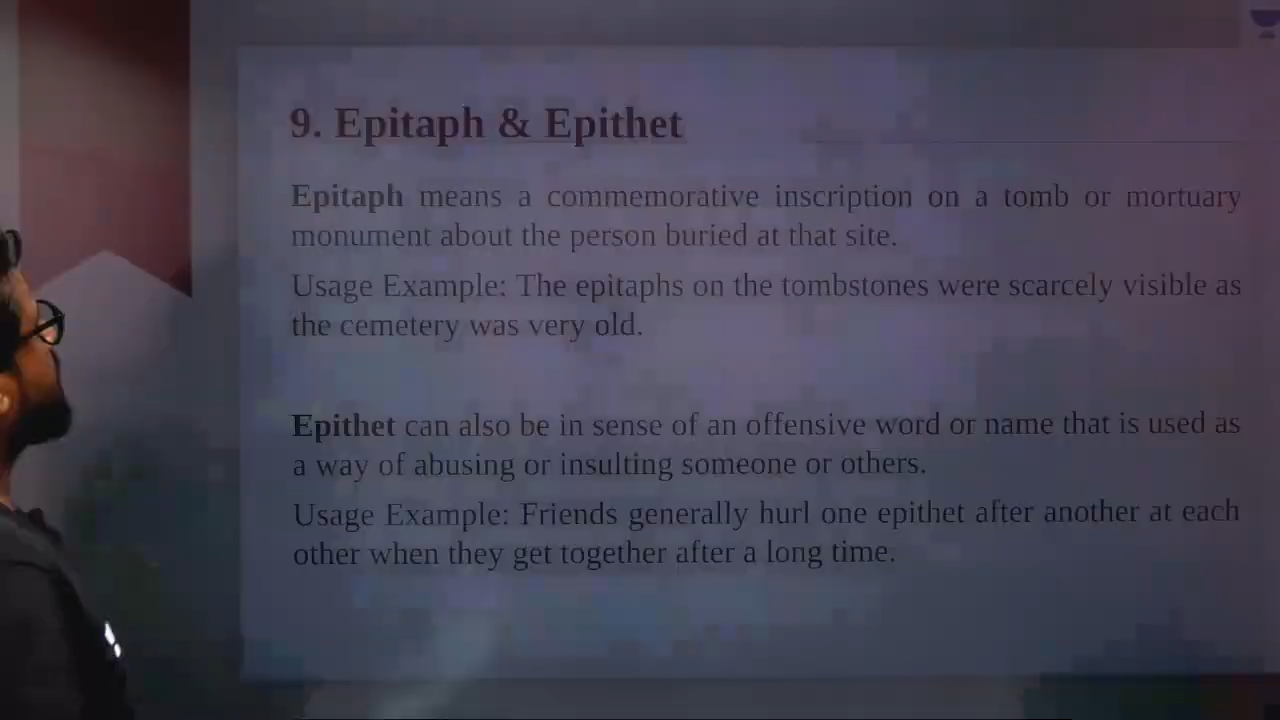 9. Epitaph & Epithet
Epitaph means a commemorative inscription on a tomb or mortuary
monument about the person buried at that site.
Usage Example: The epitaphs on the tombstones were scarcely visible as
the cemetery was very old.
Epithet can also be in sense of an offensive word or name that is used as
a way of abusing or insulting someone or others.
Usage Example: Friends generally hurl one epithet after another at each
other when they get together after a long time.